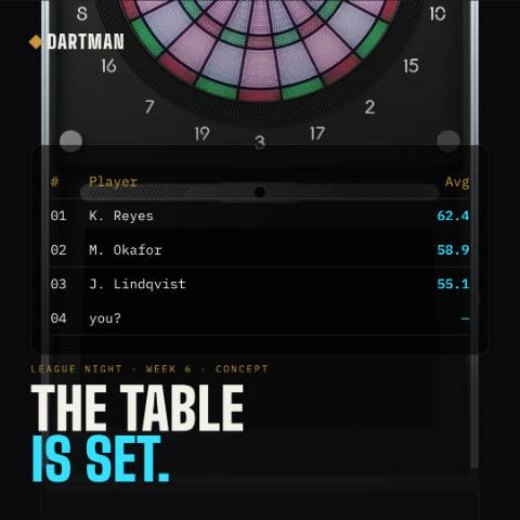 8
10
DARTMAN
16
15
7
2
19
17
3
# Player Avg
01 K. Reyes 62.4
02 M. Okafor 58.9
03 J. Lindqvist 55.1
04 you? —
LEAGUE NIGHT · WEEK 6 · CONCEPT
THE TABLE
IS SET.